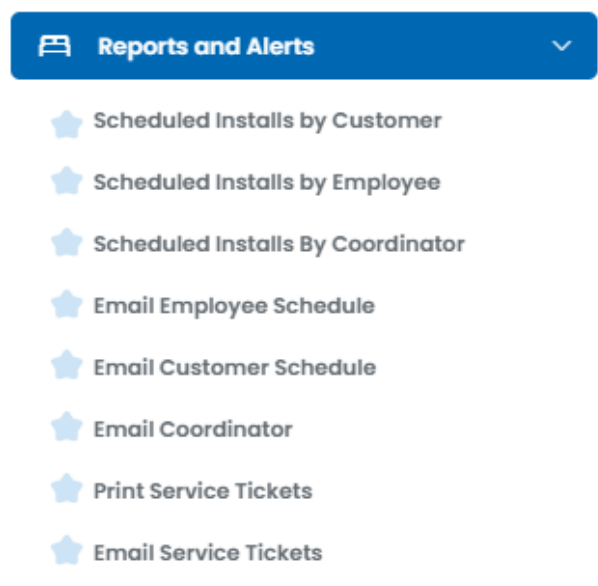 Reports and Alerts
Scheduled Installs by Customer
Scheduled Installs by Employee
Scheduled Installs By Coordinator
Email Employee Schedule
Email Customer Schedule
Email Coordinator
Print Service Tickets
Email Service Tickets